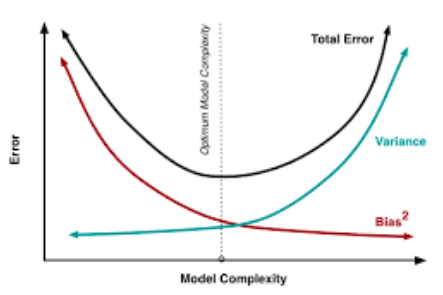 Total Error
Optimum Model Complexity
Variance
Error
Bias²
Model Complexity